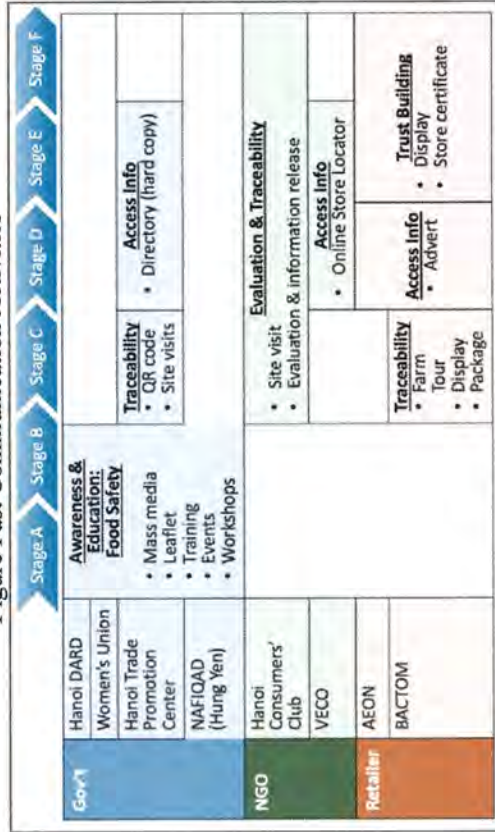 Stage A
Stage B
Stage C
Stage D
Stage E
Stage F
Gov't
Hanoi DARD
Women's Union
Hanoi Trade
Promotion
Center
NAFIQAD
(Hung Yen)
Awareness &
Education:
Food Safety
• Mass media
• Leaflet
• Training
• Events
• Workshops
Traceability
• QR code
• Site visits
Access Info
• Directory (hard copy)
NGO
Hanoi
Consumers'
Club
VECO
Evaluation & Traceability
• Site visit
• Evaluation & information release
Access Info
• Online Store Locator
Retailer
AEON
BACTOM
Traceability
• Farm
Tour
• Display
• Package
Access Info
• Advert
Trust Building
• Display
• Store certificate